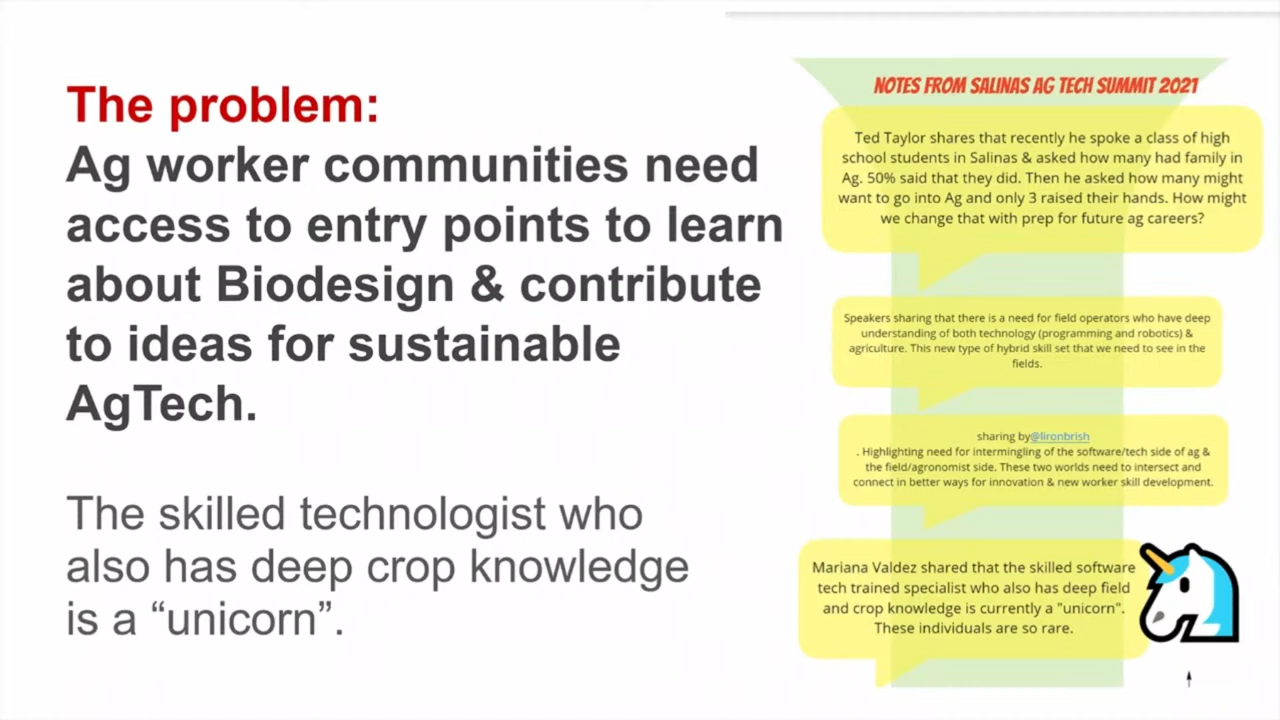 The problem:
Ag worker communities need
access to entry points to learn
about Biodesign & contribute
to ideas for sustainable
AgTech.
The skilled technologist who
also has deep crop knowledge
is a “unicorn”.
NOTES FROM SALINAS AG TECH SUMMIT 2021
Ted Taylor shares that recently he spoke a class of high
school students in Salinas & asked how many had family in
Ag. 50% said that they did. Then he asked how many might
want to go into Ag and only 3 raised their hands. How might
we change that with prep for future ag careers?
Speakers sharing that there is a need for field operators who have deep
understanding of both technology (programming and robotics) &
agriculture. This new type of hybrid skill set that we need to see in the
fields.
sharing by@lironbrish
. Highlighting need for intermingling of the software/tech side of ag &
the field/agronomist side. These two worlds need to intersect and
connect in better ways for innovation & new worker skill development.
Mariana Valdez shared that the skilled software
tech trained specialist who also has deep field
and crop knowledge is currently a "unicorn".
These individuals are so rare.